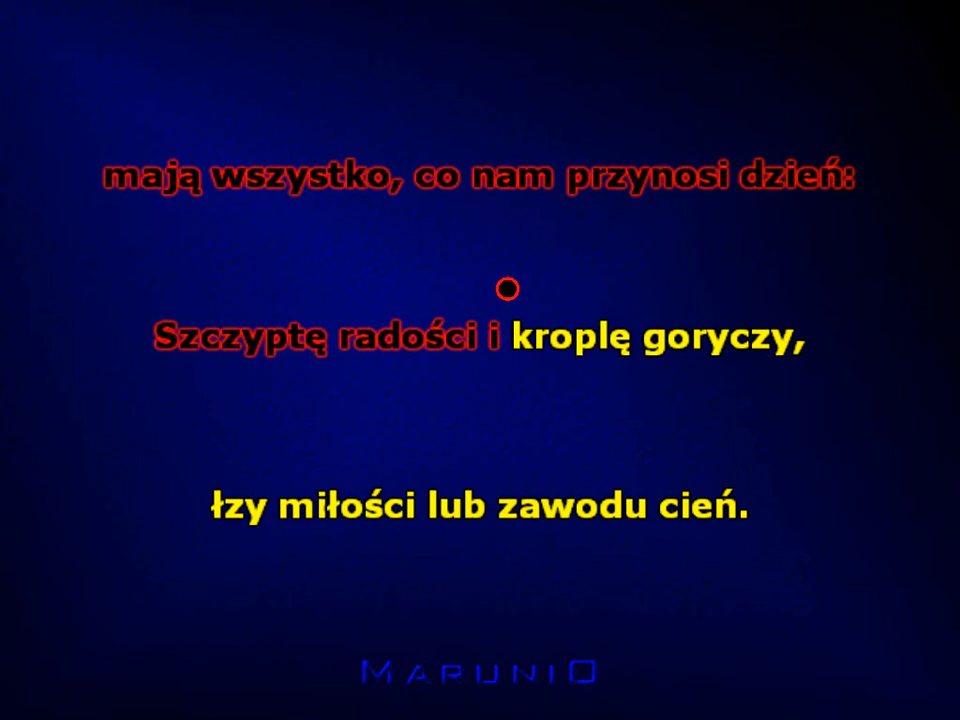 mają wszystko, co nam przynosi dzień:
Szczyptę radości i kroplę goryczy,
łzy miłości lub zawodu cień.
MARUNIO